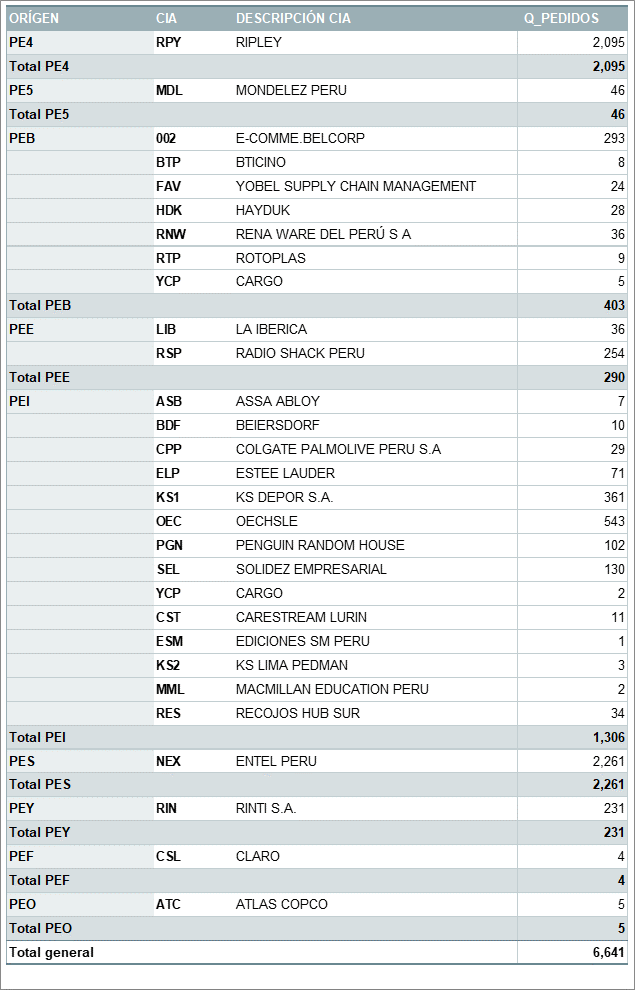 ORÍGEN CIA DESCRIPCIÓN CIA Q_PEDIDOS
PE4 RPY RIPLEY 2,095
Total PE4 2,095
PE5 MDL MONDELEZ PERU 46
Total PE5 46
PEB 002 E-COMME.BELCORP 293
BTP BTICINO 8
FAV YOBEL SUPPLY CHAIN MANAGEMENT 24
HDK HAYDUK 28
RNW RENA WARE DEL PERÚ S A 36
RTP ROTOPLAS 9
YCP CARGO 5
Total PEB 403
PEE LIB LA IBERICA 36
RSP RADIO SHACK PERU 254
Total PEE 290
PEI ASB ASSA ABLOY 7
BDF BEIERSDORF 10
CPP COLGATE PALMOLIVE PERU S.A 29
ELP ESTEE LAUDER 71
KS1 KS DEPOR S.A. 361
OEC OECHSLE 543
PGN PENGUIN RANDOM HOUSE 102
SEL SOLIDEZ EMPRESARIAL 130
YCP CARGO 2
CST CARESTREAM LURIN 11
ESM EDICIONES SM PERU 1
KS2 KS LIMA PEDMAN 3
MML MACMILLAN EDUCATION PERU 2
RES RECOJOS HUB SUR 34
Total PEI 1,306
PES NEX ENTEL PERU 2,261
Total PES 2,261
PEY RIN RINTI S.A. 231
Total PEY 231
PEF CSL CLARO 4
Total PEF 4
PEO ATC ATLAS COPCO 5
Total PEO 5
Total general 6,641